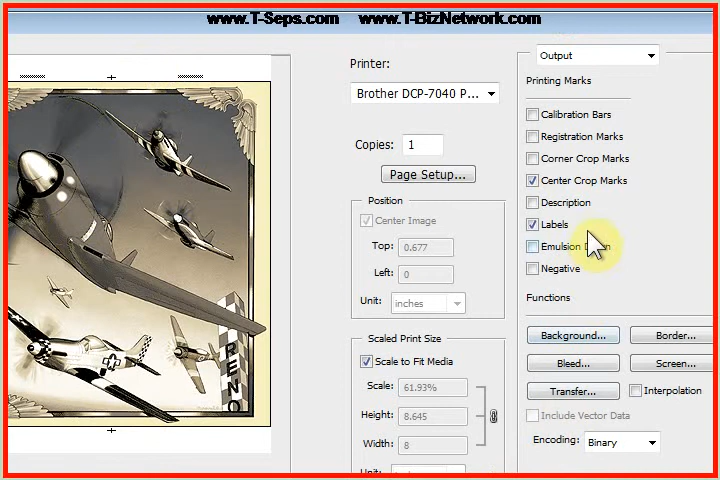 www.T-Seps.com www.T-BizNetwork.com
Output
Printer:
Printing Marks
Brother DCP-7040 P...
Calibration Bars
Registration Marks
Copies: 1
Corner Crop Marks
Page Setup...
Center Crop Marks
Position
Description
Center Image
Labels
Top: 0.677
Emulsion
Left: 0
Negative
Unit: inches
Functions
Background...
Border...
Scaled Print Size
Scale to Fit Media
Bleed...
Screen...
Scale: 61.93%
Transfer...
Interpolation
Height: 8.645
Include Vector Data
Width: 8
Encoding: Binary
RENO